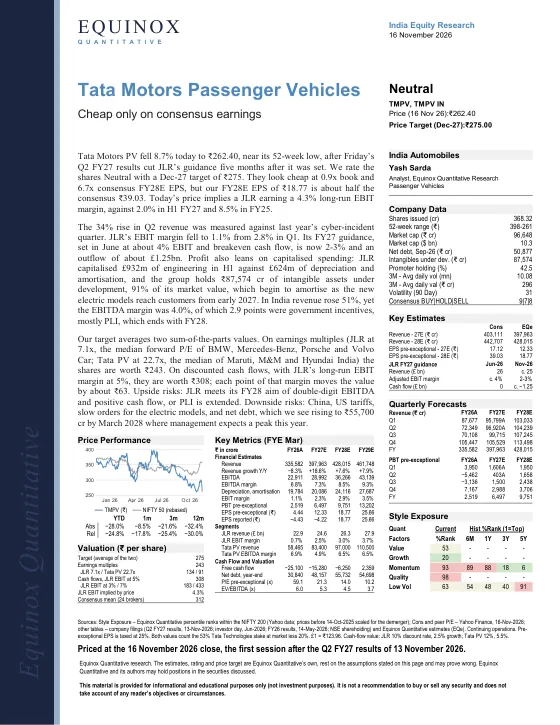 EQUINOX
QUANTITATIVE
India Equity Research
16 November 2026
Tata Motors Passenger Vehicles
Cheap only on consensus earnings
Neutral
TMPV, TMPV IN
Price (16 Nov 26):₹262.40
Price Target (Dec-27):₹275.00
Tata Motors PV fell 8.7% today to ₹262.40, near its 52-week low, after Friday's
Q2 FY27 results cut JLR's guidance five months after it was set. We rate the
shares Neutral with a Dec-27 target of ₹275. They look cheap at 0.9x book and
6.7x consensus FY28E EPS, but our FY28E EPS of ₹18.77 is about half the
consensus ₹39.03. Today's price implies a JLR earning a 4.3% long-run EBIT
margin, against 2.0% in H1 FY27 and 8.5% in FY25.
The 34% rise in Q2 revenue was measured against last year's cyber-incident
quarter. JLR's EBIT margin fell to 1.1% from 2.8% in Q1. Its FY27 guidance,
set in June at about 4% EBIT and breakeven cash flow, is now 2-3% and an
outflow of about £1.25bn. Profit also leans on capitalised spending: JLR
capitalised £932m of engineering in H1 against £624m of depreciation and
amortisation, and the group holds ₹87,574 cr of intangible assets under
development, 91% of its market value, which begin to amortise as the new
electric models reach customers from early 2027. In India revenue rose 51%, yet
the EBITDA margin was 4.0%, of which 2.9 points were government incentives,
mostly PLI, which ends with FY28.
Our target averages two sum-of-the-parts values. On earnings multiples (JLR at
7.1x, the median forward P/E of BMW, Mercedes-Benz, Porsche and Volvo
Car; Tata PV at 22.7x, the median of Maruti, M&M and Hyundai India) the
shares are worth ₹243. On discounted cash flows, with JLR's long-run EBIT
margin at 5%, they are worth ₹308; each point of that margin moves the value
by about ₹63. Upside risks: JLR meets its FY28 aim of double-digit EBITDA
and positive cash flow, or PLI is extended. Downside risks: China, US tariffs,
slow orders for the electric models, and net debt, which we see rising to ₹55,700
cr by March 2028 where management expects a peak this year.
India Automobiles
Yash Sarda
Analyst, Equinox Quantitative Research
Passenger Vehicles
Company Data
Shares issued (cr) 368.32
52-week range (₹) 398-261
Market cap (₹ cr) 96,648
Market cap ($ bn) 10.3
Net debt, Sep-26 (₹ cr) 50,877
Intangibles under dev. (₹ cr) 87,574
Promoter holding (%) 42.5
3M - Avg daily vol (mn) 10.08
3M - Avg daily val (₹ cr) 296
Volatility (90 Day) 31
Consensus BUY|HOLD|SELL 9|7|8
Key Estimates
Cons EQe
Revenue - 27E (₹ cr) 403,111 397,963
Revenue - 28E (₹ cr) 442,707 428,015
EPS pre-exceptional - 27E (₹) 17.12 12.33
EPS pre-exceptional - 28E (₹) 39.03 18.77
JLR FY27 guidance Jun-26 Nov-26
Revenue £ bn) 26 c. 25
Adjusted EBIT margin c. 4% 2-3%
Cash flow (£ bn) 0 c. −1.25
Quarterly Forecasts
Revenue (₹ cr) FY26A FY27E FY28E
Q1 87,677 95,799A 103,033
Q2 72,349 96,920A 104,239
Q3 70,108 99,715 107,245
Q4 105,447 105,529 113,498
FY 335,582 397,963 428,015
PBT pre-exceptional FY26A FY27E FY28E
Q1 3,950 1,606A 1,950
Q2 −5,462 403A 1,658
Q3 −3,136 1,500 2,438
Q4 7,167 2,988 3,706
FY 2,519 6,497 9,751
Style Exposure
Quant Current Hist %Rank (1=Top)
Factors %Rank 6M 1Y 3Y 5Y
Value 53 - - - -
Growth 20 - - - -
Momentum 93 89 88 18 6
Quality 98 - - - -
Low Vol 63 54 48 40 91
Price Performance
400
350
300
250
Jan 26 Apr 26 Jul 26 Oct 26
TMPV (₹) NIFTY 50 (rebased)
YTD 1m 3m 12m
Abs −28.0% −8.5% −21.6% −32.4%
Rel −24.8% −17.8% −15.4% −30.0%
Valuation (₹ per share)
Target (average of the two) 275
Earnings multiples 243
JLR 7.1x / Tata PV 22.7x 134 / 91
Cash flows, JLR EBIT at 5% 308
JLR EBIT at 3% / 7% 183 / 433
JLR EBIT implied by price 4.3%
Consensus mean (24 brokers) 312
Key Metrics (FYE Mar)
₹ in crore FY26A FY27E FY28E FY29E
Financial Estimates
Revenue 335,582 397,963 428,015 461,748
Revenue growth Y/Y −8.3% +18.6% +7.6% +7.9%
EBITDA 22,911 28,992 36,266 43,139
EBITDA margin 6.8% 7.3% 8.5% 9.3%
Depreciation, amortisation 19,784 20,086 24,116 27,687
EBIT margin 1.1% 2.3% 2.9% 3.5%
PBT pre-exceptional 2,519 6,497 9,751 13,202
EPS pre-exceptional (₹) 4.44 12.33 18.77 25.66
EPS reported (₹) −4.43 −22.22 18.77 25.66
Segments
JLR revenue (£ bn) 22.9 24.6 26.3 27.9
JLR EBIT margin 0.7% 2.5% 3.0% 3.7%
Tata PV revenue 58,465 83,400 97,000 110,500
Tata PV EBITDA margin 6.9% 4.5% 6.5% 6.5%
Cash Flow and Valuation
Free cash flow −25,100 −15,280 −6,250 2,359
Net debt, year-end 30,840 48,157 55,732 54,698
P/E pre-exceptional (x) 59.1 21.3 14.0 10.2
EV/EBITDA (x) 6.0 5.3 4.5 3.7
Sources: Style Exposure – Equinox Quantitative percentile ranks within the NIFTY 200 (Yahoo data; prices before 14-Oct-2025 scaled for the demerger), Cons and peer P/E – Yahoo Finance, 16-Nov-2026;
other tables – company filings (Q2 FY27 results, 13-Nov-2026; investor day, Jun-2026; FY26 results, 14-May-2026; NSE shareholding) and Equinox Quantitative estimates (EQe). Continuing operations. Pre-
exceptional EPS is taxed at 25%. Both values count the 53% Tata Technologies stake at market less 20%. £1 = ₹123.96. Cash-flow value: JLR 10% discount rate, 2.5% growth; Tata PV 12%, 5.5%.
Priced at the 16 November 2026 close, the first session after the Q2 FY27 results of 13 November 2026.
Equinox Quantitative research. The estimates, rating and price target are Equinox Quantitative's own, rest on the assumptions stated on this page and may prove wrong. Equinox Quantitative
and its authors may hold positions in the securities discussed.
This material is provided for informational and educational purposes only (not investment purposes). It is not a recommendation to buy or sell any security and does not
take account of any reader's objectives or circumstances.
Equinox Quantitative